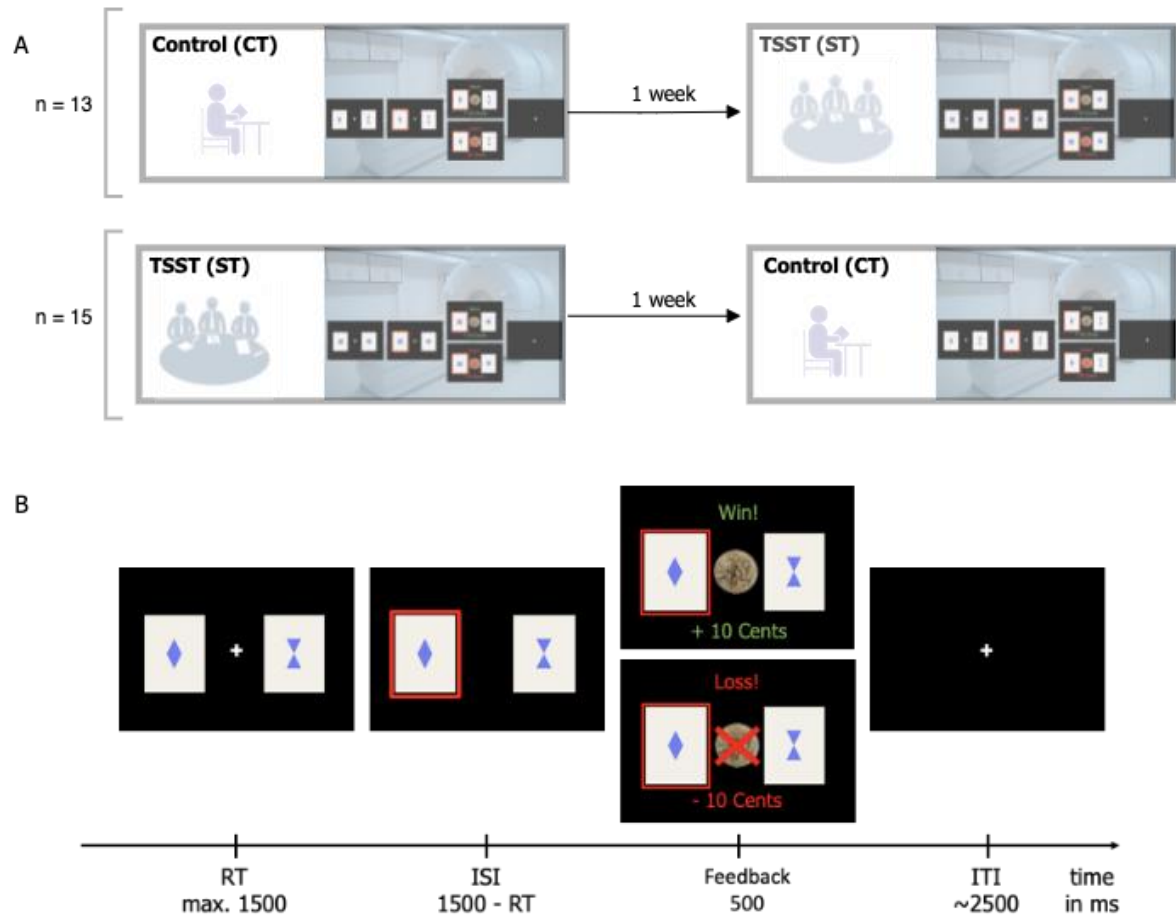 A
n = 13
Control (CT)
1 week
TSST (ST)
n = 15
TSST (ST)
1 week
Control (CT)
B
Win!
+ 10 Cents
Loss!
- 10 Cents
RT
max. 1500
ISI
1500 - RT
Feedback
500
ITI
~2500
time
in ms